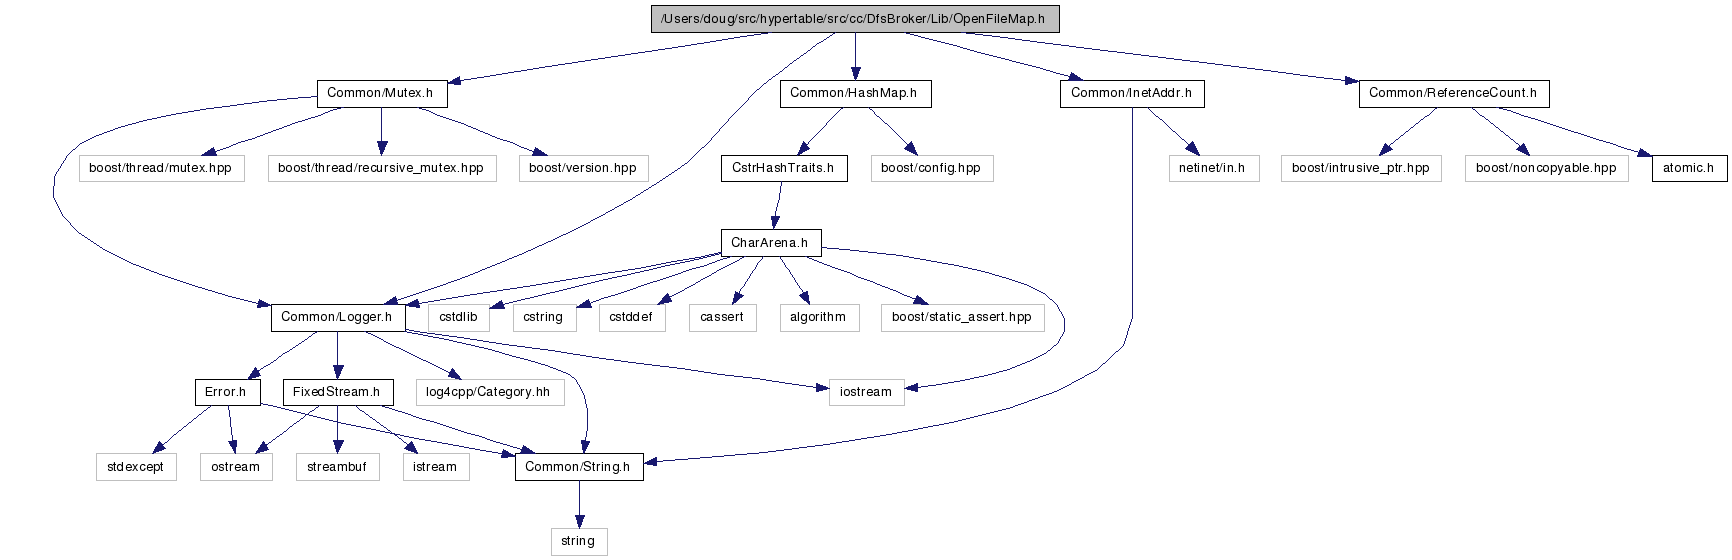 /Users/doug/src/hypertable/src/cc/DfsBroker/Lib/OpenFileMap.h
Common/Mutex.h
Common/HashMap.h
Common/InetAddr.h
Common/ReferenceCount.h
boost/thread/mutex.hpp
boost/thread/recursive_mutex.hpp
boost/version.hpp
CstrHashTraits.h
boost/config.hpp
netinet/in.h
boost/intrusive_ptr.hpp
boost/noncopyable.hpp
atomic.h
CharArena.h
Common/Logger.h
cstdlib
cstring
cstddef
cassert
algorithm
boost/static_assert.hpp
Error.h
FixedStream.h
log4cpp/Category.hh
iostream
stdexcept
ostream
streambuf
istream
Common/String.h
string